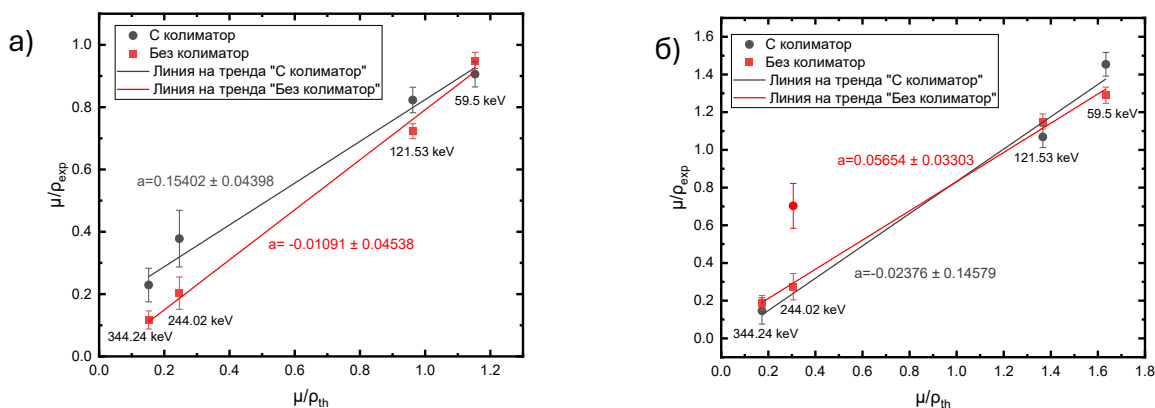 а)
С колиматор
Без колиматор
Линия на тренда "С колиматор"
Линия на тренда "Без колиматор"
59.5 keV
121.53 keV
a=0.15402 ± 0.04398
a= -0.01091 ± 0.04538
244.02 keV
344.24 keV
μ/ρexp
1.0
0.8
0.6
0.4
0.2
0.0
0.0 0.2 0.4 0.6 0.8 1.0 1.2
μ/ρth
б)
С колиматор
Без колиматор
Линия на тренда "С колиматор"
Линия на тренда "Без колиматор"
59.5 keV
121.53 keV
a=0.05654 ± 0.03303
a=-0.02376 ± 0.14579
244.02 keV
344.24 keV
μ/ρexp
1.6
1.4
1.2
1.0
0.8
0.6
0.4
0.2
0.0
0.0 0.2 0.4 0.6 0.8 1.0 1.2 1.4 1.6 1.8
μ/ρth